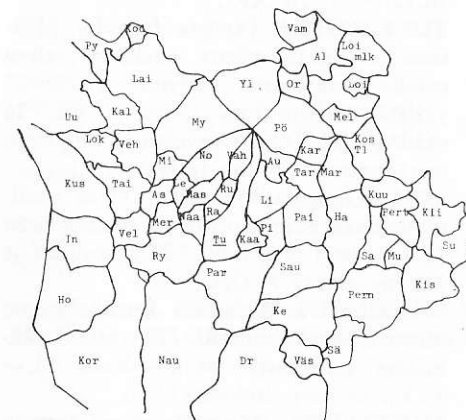 Kod
Vam
Py
Al
Loi
mlk
Lai
Yl.
Or
Loi
Uu
Kal
My
Pö
Mel
Lok
Veh
No
Vah
Kar
Kos
Tl
Mi
Au
Kus
Tai
As
Le
Mas
Ru
Tar
Mar
Kuu
Li
Mer
Naa
Ra
Pai
Ha
Pert
Kii
In
Vel
Tu
Kaa
Pi
Su
Ry
Par
Sau
Sa
Mu
Ho
Pern
Kis
Ke
Kor
Nau
Dr
Väs
Sä